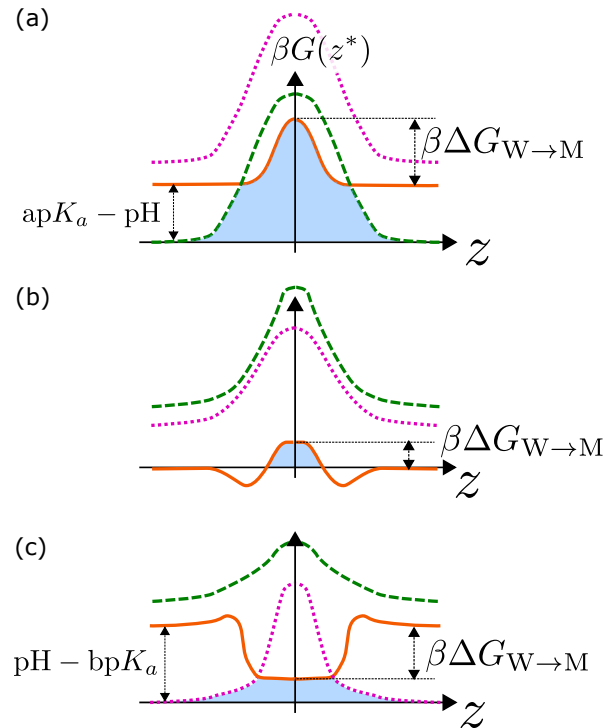 (a)
βG(z*)
βΔG_W→M
apK_a − pH
z
(b)
βΔG_W→M
z
(c)
pH − bpK_a
βΔG_W→M
z